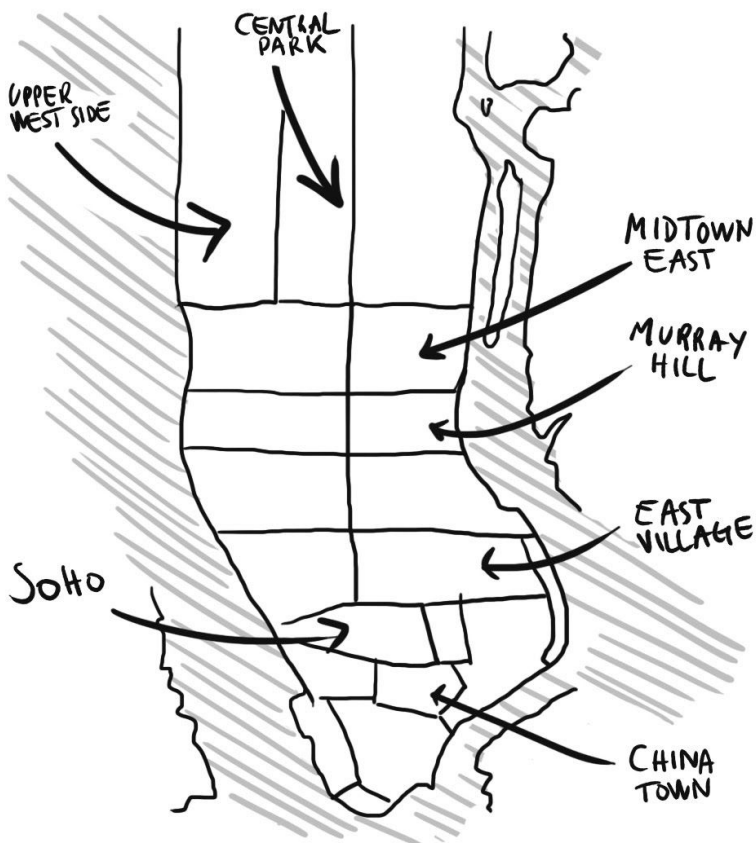 CENTRAL
PARK
UPPER
WEST SIDE
MIDTOWN
EAST
MURRAY
HILL
EAST
VILLAGE
SOHO
CHINA
TOWN